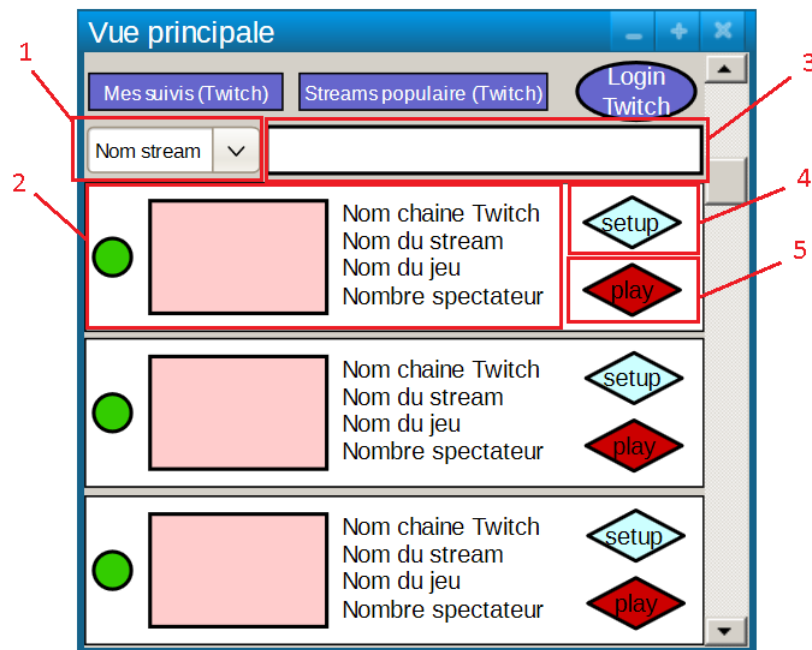 Vue principale
1
3
Mes suivis (Twitch)
Streams populaire (Twitch)
Login
Twitch
Nom stream
2
4
Nom chaine Twitch
Nom du stream
Nom du jeu
Nombre spectateur
setup
play
5
Nom chaine Twitch
Nom du stream
Nom du jeu
Nombre spectateur
setup
play
Nom chaine Twitch
Nom du stream
Nom du jeu
Nombre spectateur
setup
play